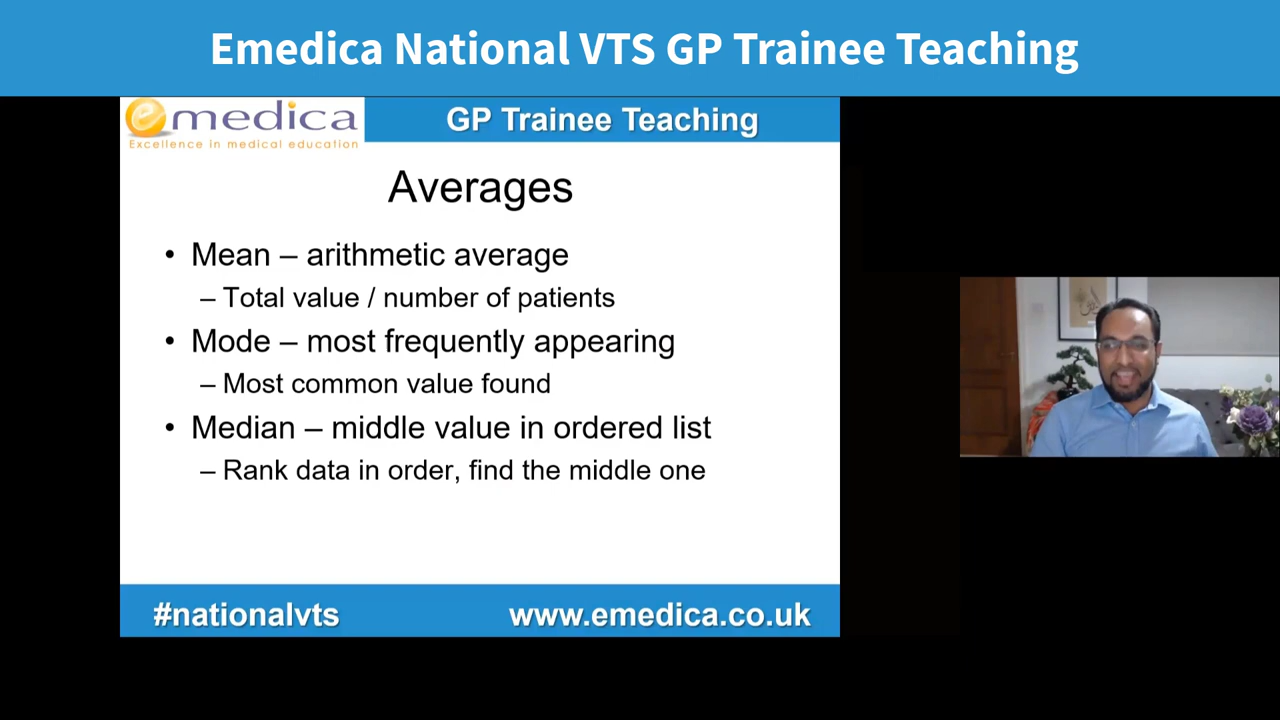 Emedica National VTS GP Trainee Teaching
emedica
Excellence in medical education
GP Trainee Teaching
Averages
• Mean – arithmetic average
– Total value / number of patients
• Mode – most frequently appearing
– Most common value found
• Median – middle value in ordered list
– Rank data in order, find the middle one
#nationalvts
www.emedica.co.uk